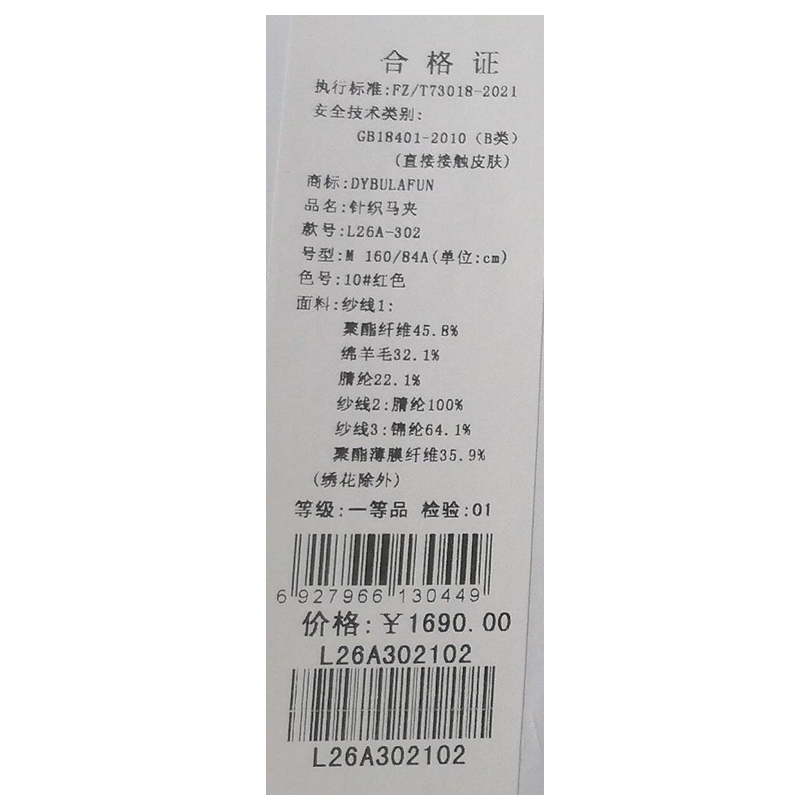 合格证
执行标准:FZ/T73018-2021
安全技术类别:
GB18401-2010（B类）
(直接接触皮肤)
商标:DYBULAFUN
品名:针织马夹
款号:L26A-302
号型:M 160/84A(单位:cm)
色号:10#红色
面料:纱线1:
聚酯纤维45.8%
绵羊毛32.1%
腈纶22.1%
纱线2:腈纶100%
纱线3:锦纶64.1%
聚酯薄膜纤维35.9%
(绣花除外)
等级:一等品 检验:01
6 927966 130449
价格:￥1690.00
L26A302102
L26A302102